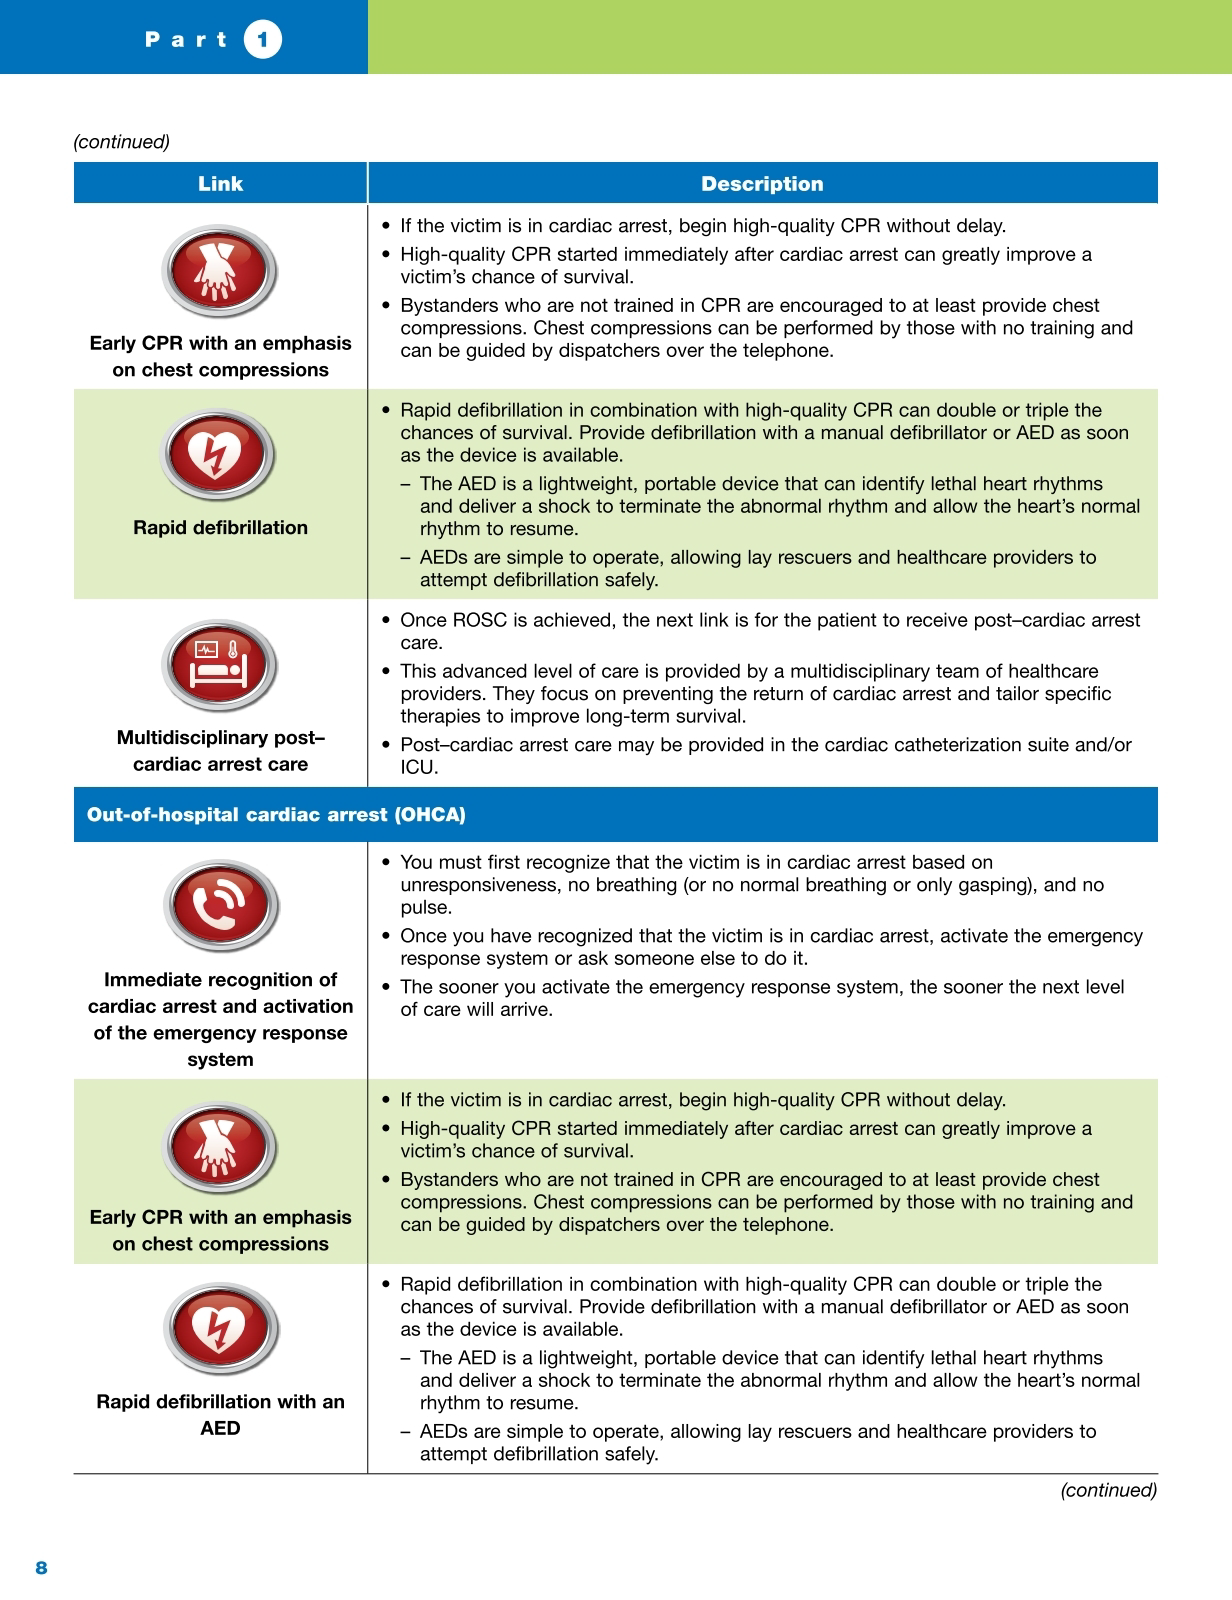 Part 1
(continued)
Link
Description
Early CPR with an emphasis
on chest compressions
• If the victim is in cardiac arrest, begin high-quality CPR without delay.
• High-quality CPR started immediately after cardiac arrest can greatly improve a
victim’s chance of survival.
• Bystanders who are not trained in CPR are encouraged to at least provide chest
compressions. Chest compressions can be performed by those with no training and
can be guided by dispatchers over the telephone.
Rapid defibrillation
• Rapid defibrillation in combination with high-quality CPR can double or triple the
chances of survival. Provide defibrillation with a manual defibrillator or AED as soon
as the device is available.
– The AED is a lightweight, portable device that can identify lethal heart rhythms
and deliver a shock to terminate the abnormal rhythm and allow the heart’s normal
rhythm to resume.
– AEDs are simple to operate, allowing lay rescuers and healthcare providers to
attempt defibrillation safely.
Multidisciplinary post–
cardiac arrest care
• Once ROSC is achieved, the next link is for the patient to receive post–cardiac arrest
care.
• This advanced level of care is provided by a multidisciplinary team of healthcare
providers. They focus on preventing the return of cardiac arrest and tailor specific
therapies to improve long-term survival.
• Post–cardiac arrest care may be provided in the cardiac catheterization suite and/or
ICU.
Out-of-hospital cardiac arrest (OHCA)
Immediate recognition of
cardiac arrest and activation
of the emergency response
system
• You must first recognize that the victim is in cardiac arrest based on
unresponsiveness, no breathing (or no normal breathing or only gasping), and no
pulse.
• Once you have recognized that the victim is in cardiac arrest, activate the emergency
response system or ask someone else to do it.
• The sooner you activate the emergency response system, the sooner the next level
of care will arrive.
Early CPR with an emphasis
on chest compressions
• If the victim is in cardiac arrest, begin high-quality CPR without delay.
• High-quality CPR started immediately after cardiac arrest can greatly improve a
victim’s chance of survival.
• Bystanders who are not trained in CPR are encouraged to at least provide chest
compressions. Chest compressions can be performed by those with no training and
can be guided by dispatchers over the telephone.
Rapid defibrillation with an
AED
• Rapid defibrillation in combination with high-quality CPR can double or triple the
chances of survival. Provide defibrillation with a manual defibrillator or AED as soon
as the device is available.
– The AED is a lightweight, portable device that can identify lethal heart rhythms
and deliver a shock to terminate the abnormal rhythm and allow the heart’s normal
rhythm to resume.
– AEDs are simple to operate, allowing lay rescuers and healthcare providers to
attempt defibrillation safely.
(continued)
8